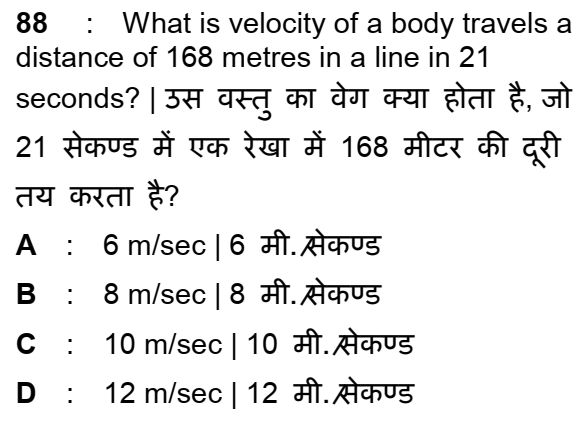 88 : What is velocity of a body travels a
distance of 168 metres in a line in 21
seconds? | उस वस्तु का वेग क्या होता है, जो
21 सेकण्ड में एक रेखा में 168 मीटर की दूरी
तय करता है?
A : 6 m/sec | 6 मी./सेकण्ड
B : 8 m/sec | 8 मी./सेकण्ड
C : 10 m/sec | 10 मी./सेकण्ड
D : 12 m/sec | 12 मी./सेकण्ड